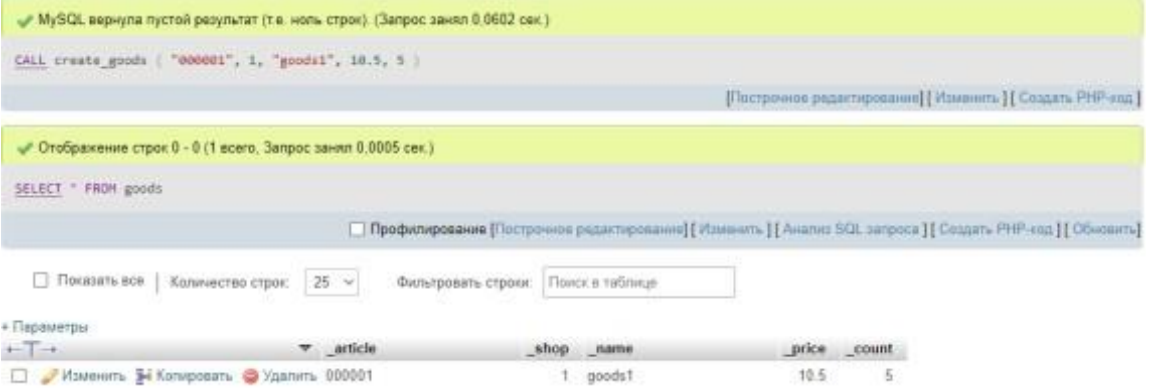 MySQL вернула пустой результат (т.е. ноль строк). (Запрос занял 0,0602 сек.)
CALL create_goods ( "000001", 1, "goods1", 10.5, 5 )
[Построчное редактирование] [ Изменить ] [ Создать PHP-код ]
Отображение строк 0 - 0 (1 всего, Запрос занял 0,0005 сек.)
SELECT * FROM goods
Профилирование [Построчное редактирование] [ Изменить ] [ Анализ SQL запроса ] [ Создать PHP-код ] [ Обновить]
Показать все | Количество строк: 25 Фильтровать строки: Поиск в таблице
+ Параметры
←T→ _article _shop _name _price _count
Изменить Копировать Удалить 000001 1 goods1 10.5 5